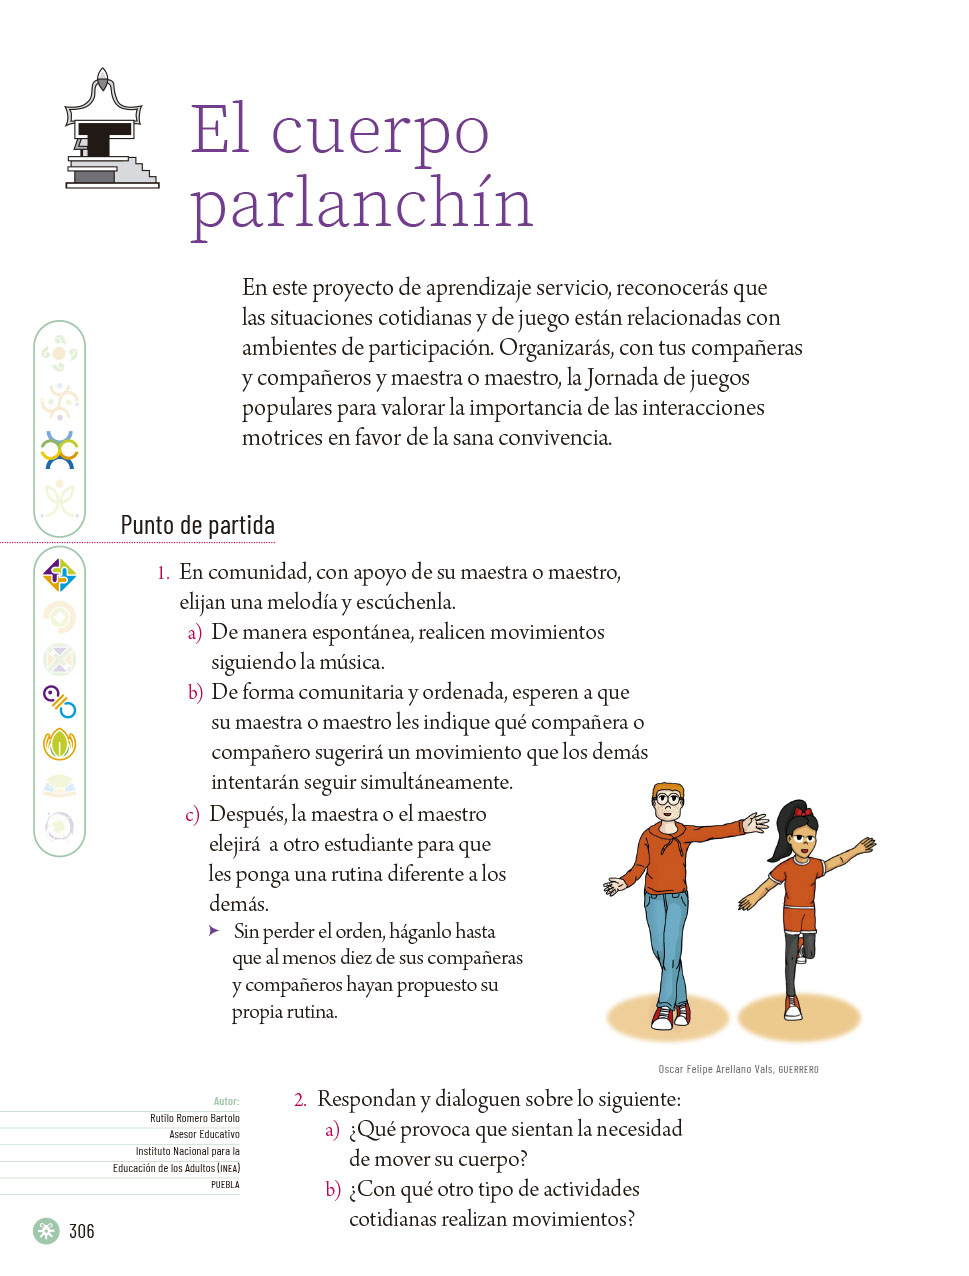 El cuerpo
parlanchín
En este proyecto de aprendizaje servicio, reconocerás que
las situaciones cotidianas y de juego están relacionadas con
ambientes de participación. Organizarás, con tus compañeras
y compañeros y maestra o maestro, la Jornada de juegos
populares para valorar la importancia de las interacciones
motrices en favor de la sana convivencia.
Punto de partida
1. En comunidad, con apoyo de su maestra o maestro,
elijan una melodía y escúchenla.
a) De manera espontánea, realicen movimientos
siguiendo la música.
b) De forma comunitaria y ordenada, esperen a que
su maestra o maestro les indique qué compañera o
compañero sugerirá un movimiento que los demás
intentarán seguir simultáneamente.
c) Después, la maestra o el maestro
elejirá a otro estudiante para que
les ponga una rutina diferente a los
demás.
➤ Sin perder el orden, háganlo hasta
que al menos diez de sus compañeras
y compañeros hayan propuesto su
propia rutina.
Oscar Felipe Arellano Vals, GUERRERO
2. Respondan y dialoguen sobre lo siguiente:
a) ¿Qué provoca que sientan la necesidad
de mover su cuerpo?
b) ¿Con qué otro tipo de actividades
cotidianas realizan movimientos?
Autor:
Rutilo Romero Bartolo
Asesor Educativo
Instituto Nacional para la
Educación de los Adultos (INEA)
PUEBLA
306